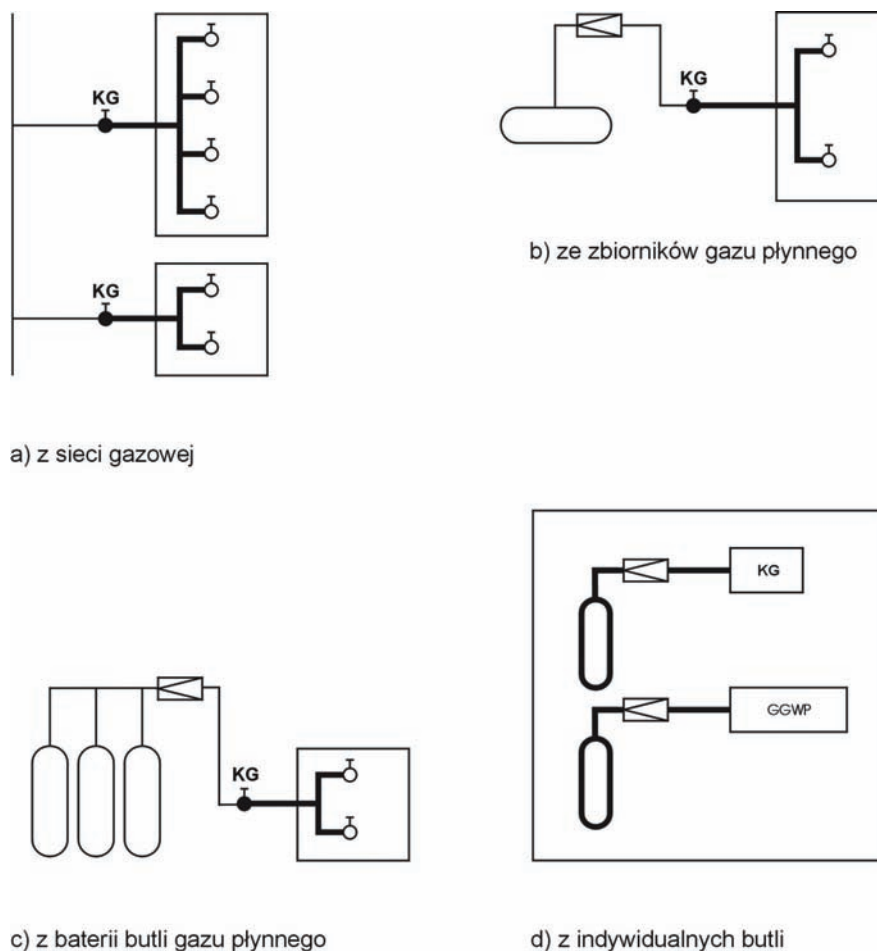 KG
KG
a) z sieci gazowej
KG
b) ze zbiorników gazu płynnego
KG
c) z baterii butli gazu płynnego
KG
GGWP
d) z indywidualnych butli